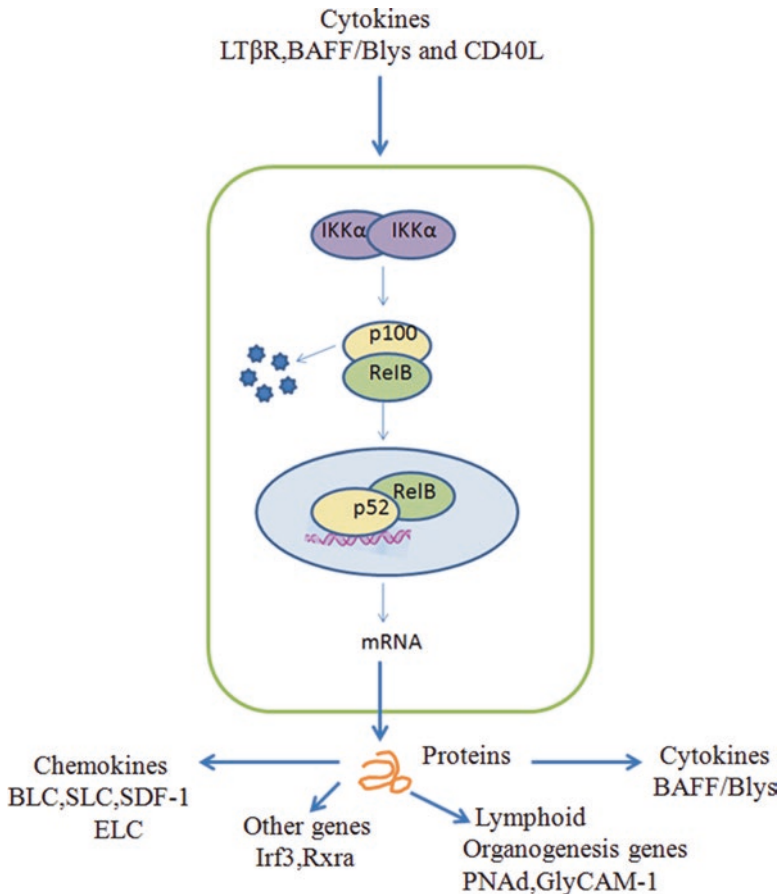 Cytokines
LTβR,BAFF/Blys and CD40L
IKKα IKKα
p100
RelB
RelB
p52
mRNA
Proteins
Chemokines
BLC,SLC,SDF-1
ELC
Other genes
Irf3,Rxra
Lymphoid
Organogenesis genes
PNAd,GlyCAM-1
Cytokines
BAFF/Blys